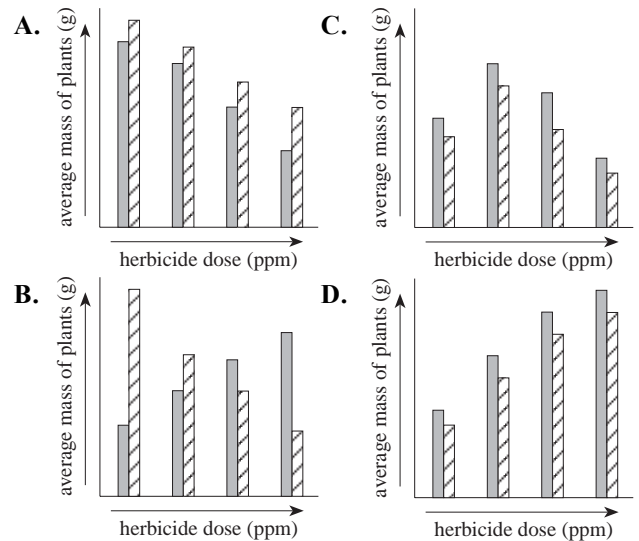 A.
average mass of plants (g)
herbicide dose (ppm)
B.
average mass of plants (g)
herbicide dose (ppm)
C.
average mass of plants (g)
herbicide dose (ppm)
D.
average mass of plants (g)
herbicide dose (ppm)